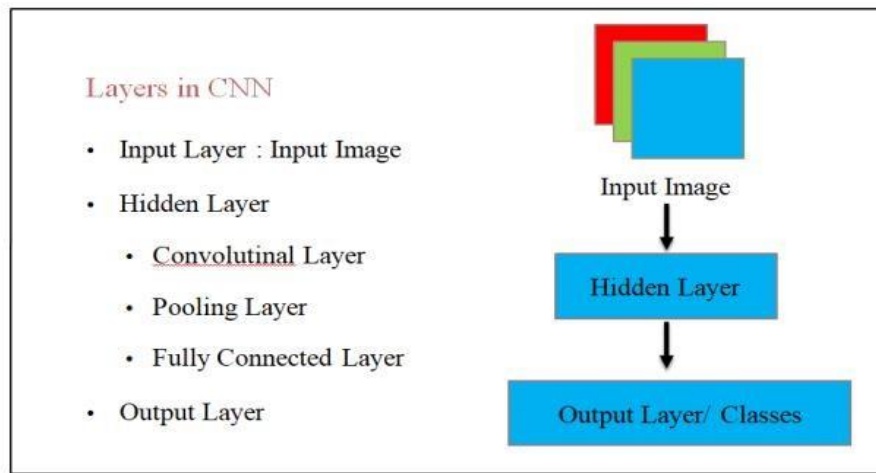 Layers in CNN
• Input Layer : Input Image
• Hidden Layer
• Convolutinal Layer
• Pooling Layer
• Fully Connected Layer
• Output Layer
Input Image
Hidden Layer
Output Layer/ Classes